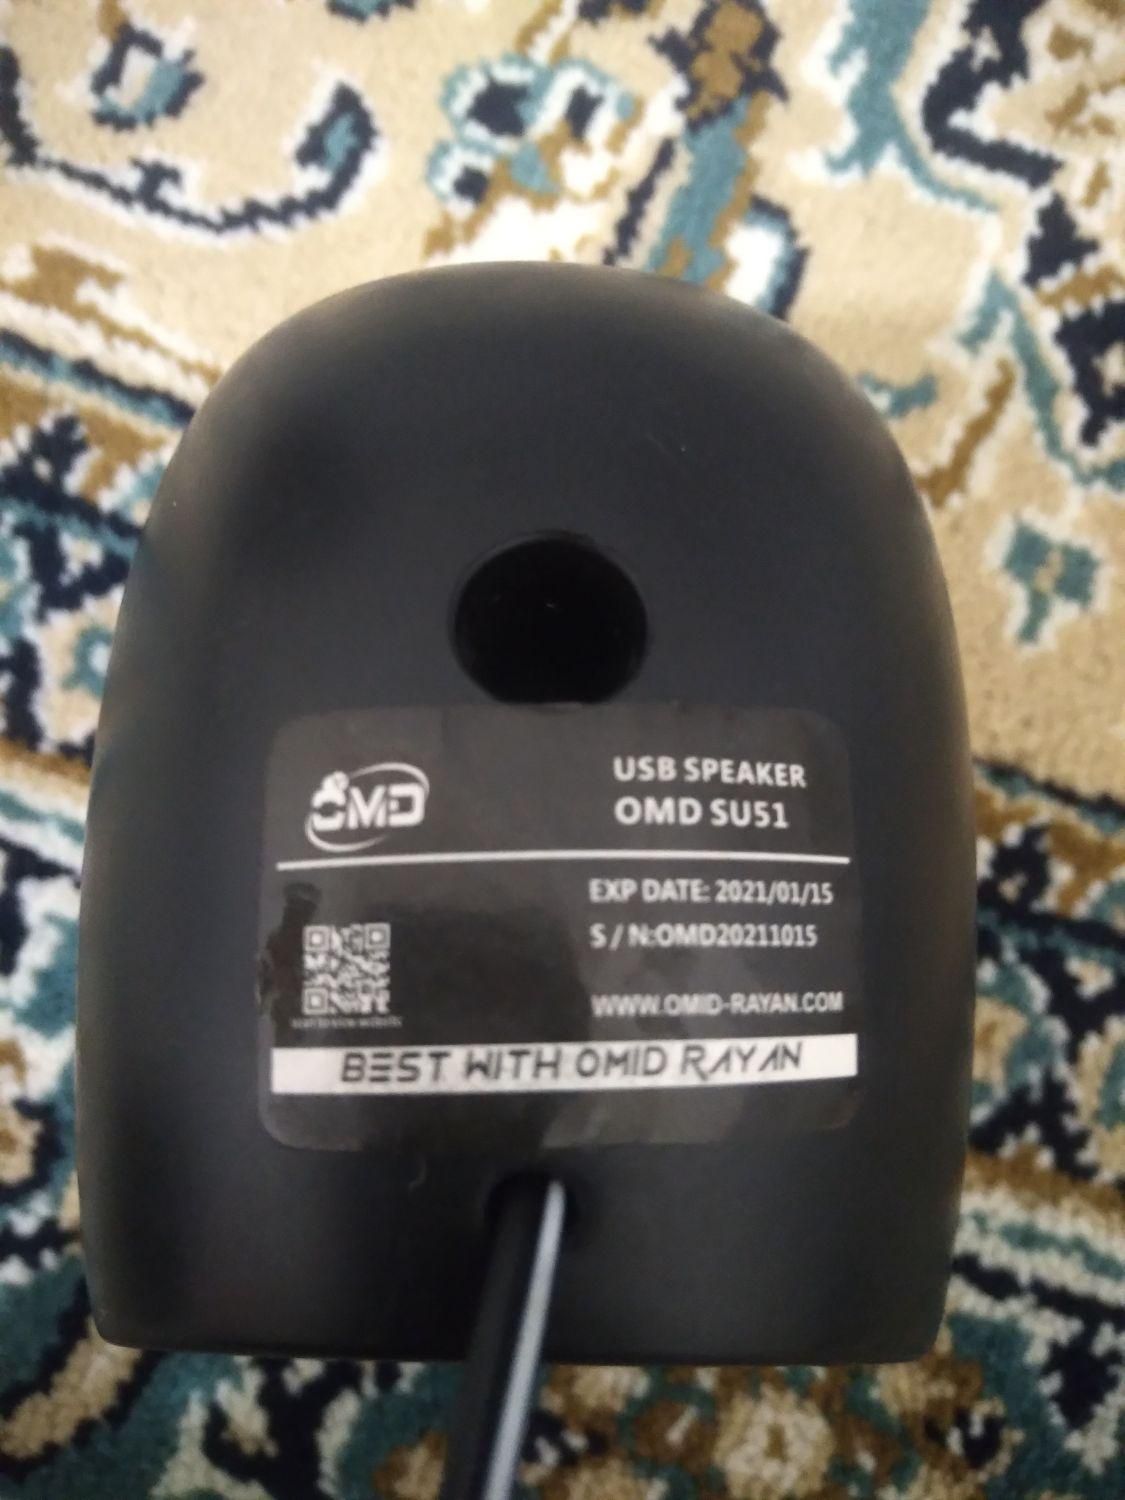 OMD
USB SPEAKER
OMD SU51
EXP DATE: 2021/01/15
S / N:OMD20211015
WWW.OMID-RAYAN.COM
BEST WITH OMID RAYAN